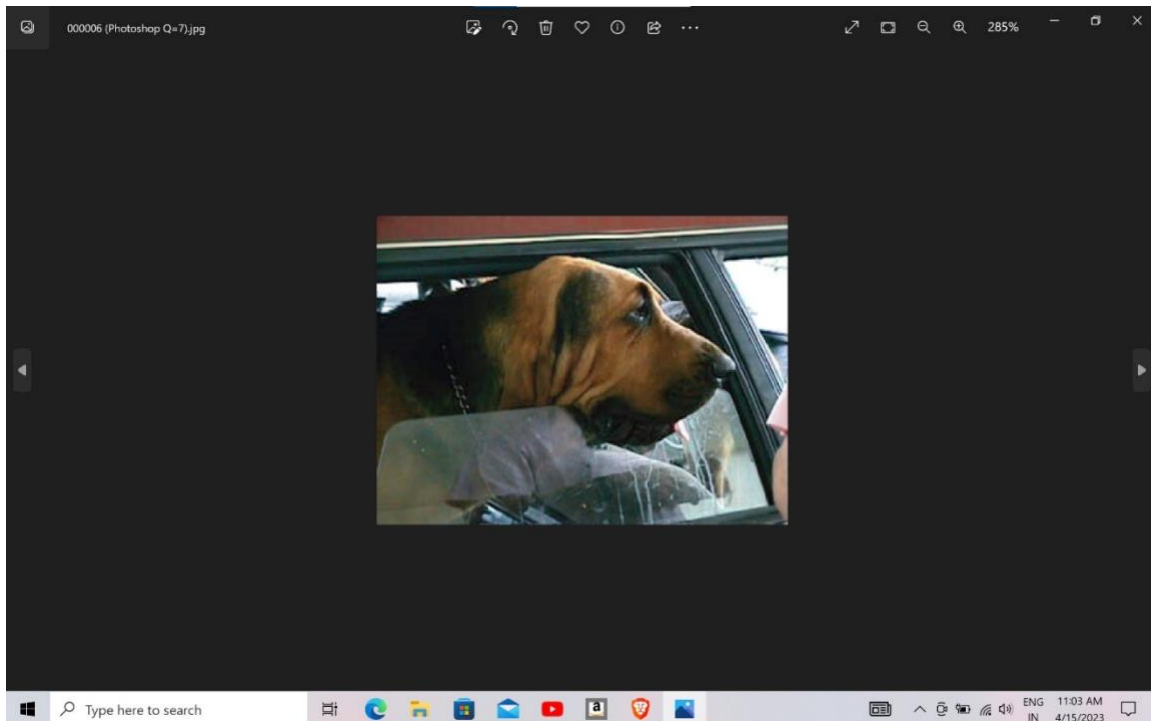 000006 (Photoshop Q=7).jpg
285%
Type here to search
a
ENG
IN
11:03 AM
4/15/2023